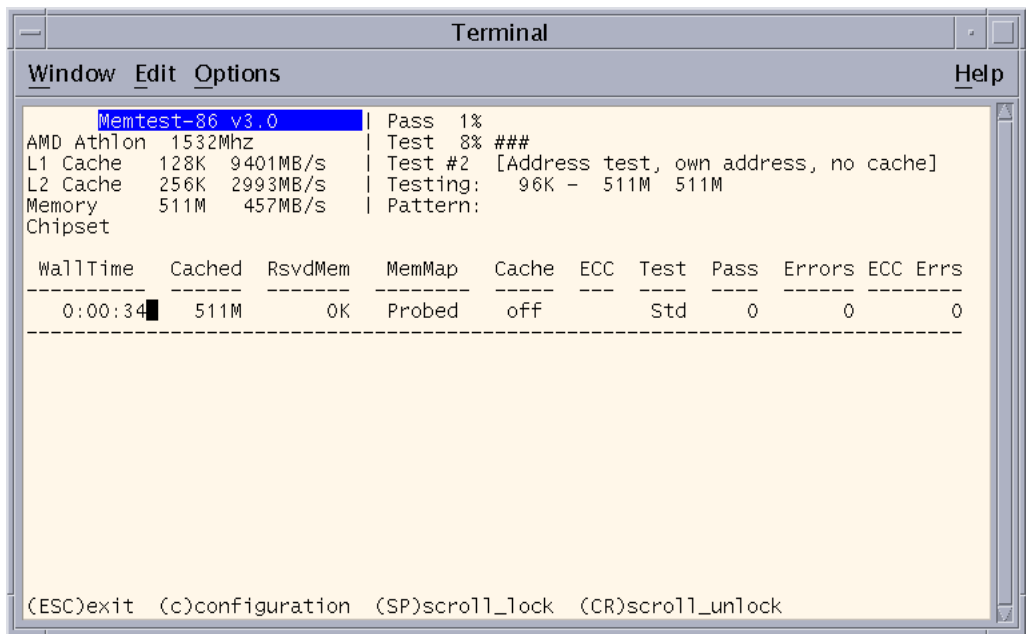 Terminal
Window Edit Options Help
Memtest-86 v3.0 | Pass 1%
AMD Athlon 1532Mhz | Test 8% ###
L1 Cache 128K 9401MB/s | Test #2 [Address test, own address, no cache]
L2 Cache 256K 2993MB/s | Testing: 96K - 511M 511M
Memory 511M 457MB/s | Pattern:
Chipset
WallTime Cached RsvdMem MemMap Cache ECC Test Pass Errors ECC Errs
---------- ------ ------- -------- ----- --- ---- ---- ------ --------
0:00:34 511M 0K Probed off Std 0 0 0
------------------------------------------------------------------------------
(ESC)exit (c)configuration (SP)scroll_lock (CR)scroll_unlock